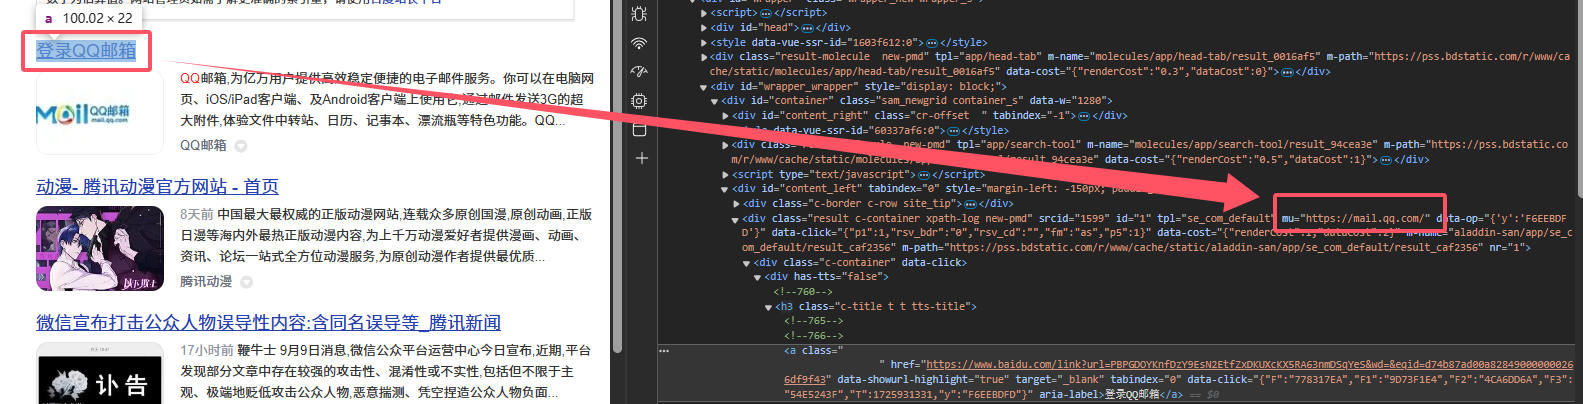 a 100.02 × 22
登录QQ邮箱
QQ邮箱,为亿万用户提供高效稳定便捷的电子邮件服务。你可以在电脑网
页、iOS/iPad客户端、及Android客户端上使用它,通过邮件发送3G的超
大附件,体验文件中转站、日历、记事本、漂流瓶等特色功能。QQ...
Mail QQ邮箱
mail.qq.com
QQ邮箱
动漫- 腾讯动漫官方网站 - 首页
8天前 中国最大最权威的正版动漫网站,连载众多原创国漫,原创动画,正版
日漫等海内外最热正版动漫内容,为上千万动漫爱好者提供漫画、动画、
资讯、论坛一站式全方位动漫服务,为原创动漫作者提供最优质...
腾讯动漫
微信宣布打击公众人物误导性内容:含同名误导等_腾讯新闻
17小时前 鞭牛士 9月9日消息,微信公众平台运营中心今日宣布,近期,平台
发现部分文章中存在较强的攻击性、混淆性或不实性,包括但不限于主
观、极端地贬低攻击公众人物,恶意揣测、凭空捏造公众人物负面...
讣告
<script>…</script>
<div id="head">…</div>
<style data-vue-ssr-id="1603f612:0">…</style>
<div class="result-molecule  new-pmd" tpl="app/head-tab" m-name="molecules/app/head-tab/result_0016af5" m-path="https://pss.bdstatic.com/r/www/ca
che/static/molecules/app/head-tab/result_0016af5" data-cost="{"renderCost":"0.3","dataCost":0}">…</div>
<div id="wrapper_wrapper" style="display: block;">
<div id="container" class="sam_newgrid container_s" data-w="1280">
<div id="content_right" class="cr-offset  " tabindex="-1">…</div>
data-vue-ssr-id="60337af6:0">…</style>
<div class="new-pmd" tpl="app/search-tool" m-name="molecules/app/search-tool/result_94cea3e" m-path="https://pss.bdstatic.co
m/r/www/cache/static/molecules/app/result_94cea3e" data-cost="{"renderCost":"0.5","dataCost":1}">…</div>
<script type="text/javascript">…</script>
<div id="content_left" tabindex="0" style="margin-left: -150px;
<div class="c-border c-row site_tip">…</div>
<div class="result c-container xpath-log new-pmd" srcid="1599" id="1" tpl="se_com_default" mu="https://mail.qq.com/" data-op="{'y':'F6EEBDF
D'}" data-click="{"p1":1,"rsv_bdr":"0","rsv_cd":"","fm":"as","p5":1}" data-cost="{"renderCost":1,"dataCost":2}" m-name="aladdin-san/app/se_c
om_default/result_caf2356" m-path="https://pss.bdstatic.com/r/www/cache/static/aladdin-san/app/se_com_default/result_caf2356" nr="1">
<div class="c-container" data-click>
<div has-tts="false">
<!--760-->
<h3 class="c-title t t tts-title">
<!--765-->
<!--766-->
<a class="
" href="https://www.baidu.com/link?url=PBPGDOYKnfDzY9EsN2EtfZxDKUXcKX5RA63nmDSqYeS&wd=&eqid=d74b87ad00a82849000000026
6df9f43" data-showurl-highlight="true" target="_blank" tabindex="0" data-click="{"F":"778317EA","F1":"9D73F1E4","F2":"4CA6DD6A","F3":
"54E5243F","T":1725931331,"y":"F6EEBDFD"}" aria-label>登录QQ邮箱</a> == $0